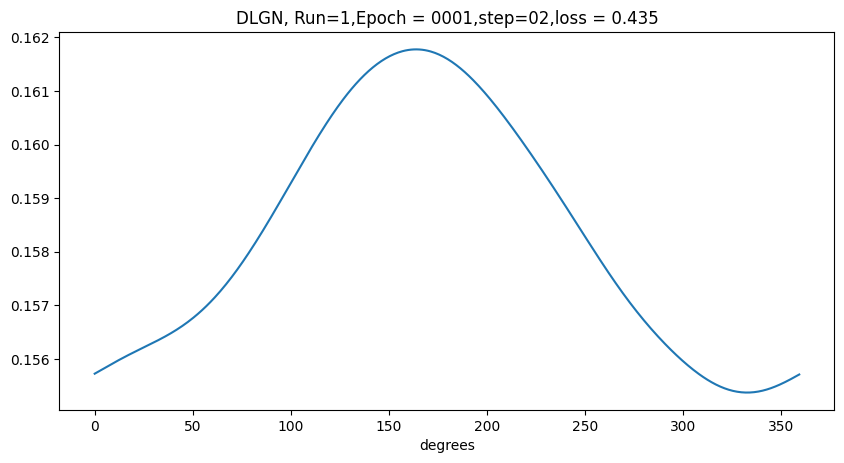 DLGN, Run=1,Epoch = 0001,step=02,loss = 0.435
0.162
0.161
0.160
0.159
0.158
0.157
0.156
0 50 100 150 200 250 300 350
degrees